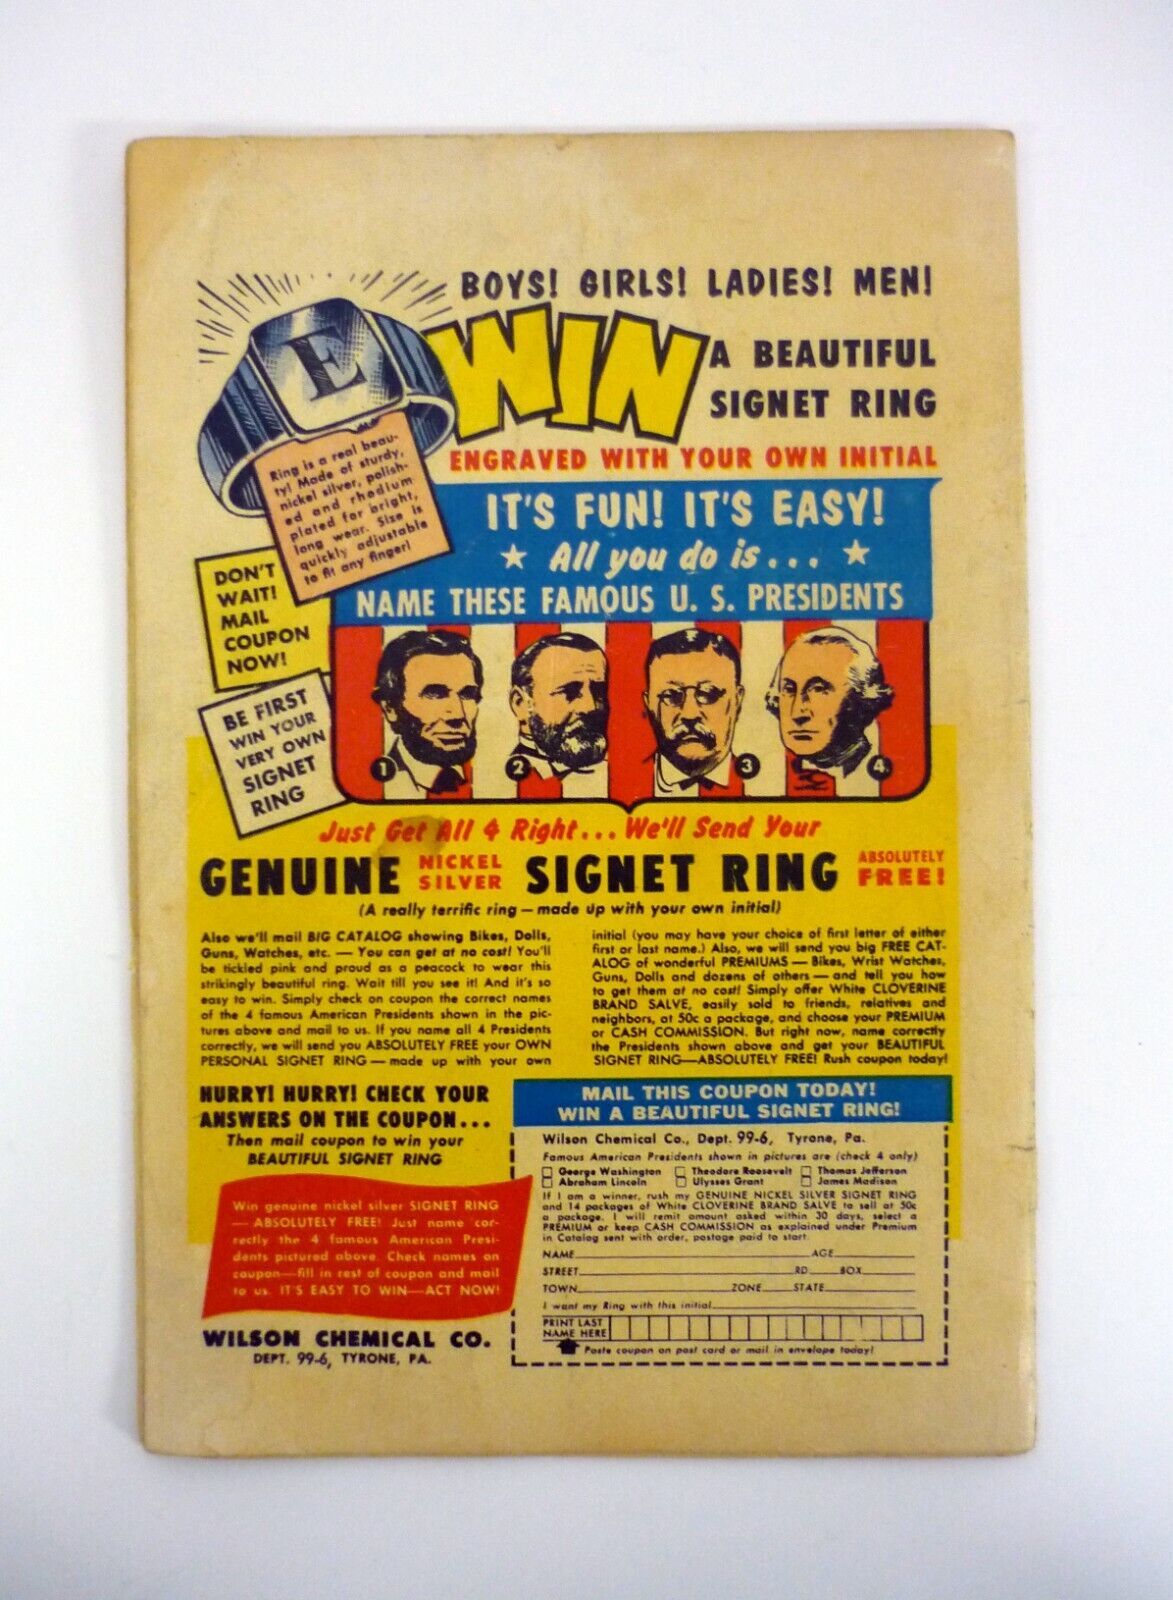 BOYS! GIRLS! LADIES! MEN!
WIN
A BEAUTIFUL
SIGNET RING
ENGRAVED WITH YOUR OWN INITIAL
E
Ring is a real beau-
ty! Made of sturdy,
nickel silver, polish-
ed and rhodium
plated for bright,
long wear. Size is
quickly adjustable
to fit any finger!
IT'S FUN! IT'S EASY!
All you do is...
NAME THESE FAMOUS U. S. PRESIDENTS
DON'T
WAIT!
MAIL
COUPON
NOW!
BE FIRST
WIN YOUR
VERY OWN
SIGNET
RING
1
2
3
4.
Just Get All 4 Right... We'll Send Your
GENUINE NICKEL SILVER SIGNET RING ABSOLUTELY FREE!
(A really terrific ring — made up with your own initial)
Also we'll mail BIG CATALOG showing Bikes, Dolls,
Guns, Watches, etc. — You can get at no cost! You'll
be tickled pink and proud as a peacock to wear this
strikingly beautiful ring. Wait till you see it! And it's so
easy to win. Simply check on coupon the correct names
of the 4 famous American Presidents shown in the pic-
tures above and mail to us. If you name all 4 Presidents
correctly, we will send you ABSOLUTELY FREE your OWN
PERSONAL SIGNET RING — made up with your own
initial (you may have your choice of first letter of either
first or last name.) Also, we will send you big FREE CAT-
ALOG of wonderful PREMIUMS — Bikes, Wrist Watches,
Guns, Dolls and dozens of others — and tell you how
to get them at no cost! Simply offer White CLOVERINE
BRAND SALVE, easily sold to friends, relatives and
neighbors, at 50c a package, and choose your PREMIUM
or CASH COMMISSION. But right now, name correctly
the Presidents shown above and get your BEAUTIFUL
SIGNET RING—ABSOLUTELY FREE! Rush coupon today!
HURRY! HURRY! CHECK YOUR
ANSWERS ON THE COUPON...
Then mail coupon to win your
BEAUTIFUL SIGNET RING
Win genuine nickel silver SIGNET RING
— ABSOLUTELY FREE! Just name cor-
rectly the 4 famous American Presi-
dents pictured above. Check names on
coupon—fill in rest of coupon and mail
to us. IT'S EASY TO WIN—ACT NOW!
WILSON CHEMICAL CO.
DEPT. 99-6, TYRONE, PA.
MAIL THIS COUPON TODAY!
WIN A BEAUTIFUL SIGNET RING!
Wilson Chemical Co., Dept. 99-6, Tyrone, Pa.
Famous American Presidents shown in pictures are (check 4 only)
George Washington Theodore Roosevelt Thomas Jefferson
Abraham Lincoln Ulysses Grant James Madison
If I am a winner, rush my GENUINE NICKEL SILVER SIGNET RING
and 14 packages of White CLOVERINE BRAND SALVE to sell at 50c
a package. I will remit amount asked within 30 days, select a
PREMIUM or keep CASH COMMISSION as explained under Premium
in Catalog sent with order, postage paid to start.
NAME AGE
STREET RD BOX
TOWN ZONE STATE
I want my Ring with this initial
PRINT LAST
NAME HERE
Paste coupon on post card or mail in envelope today!